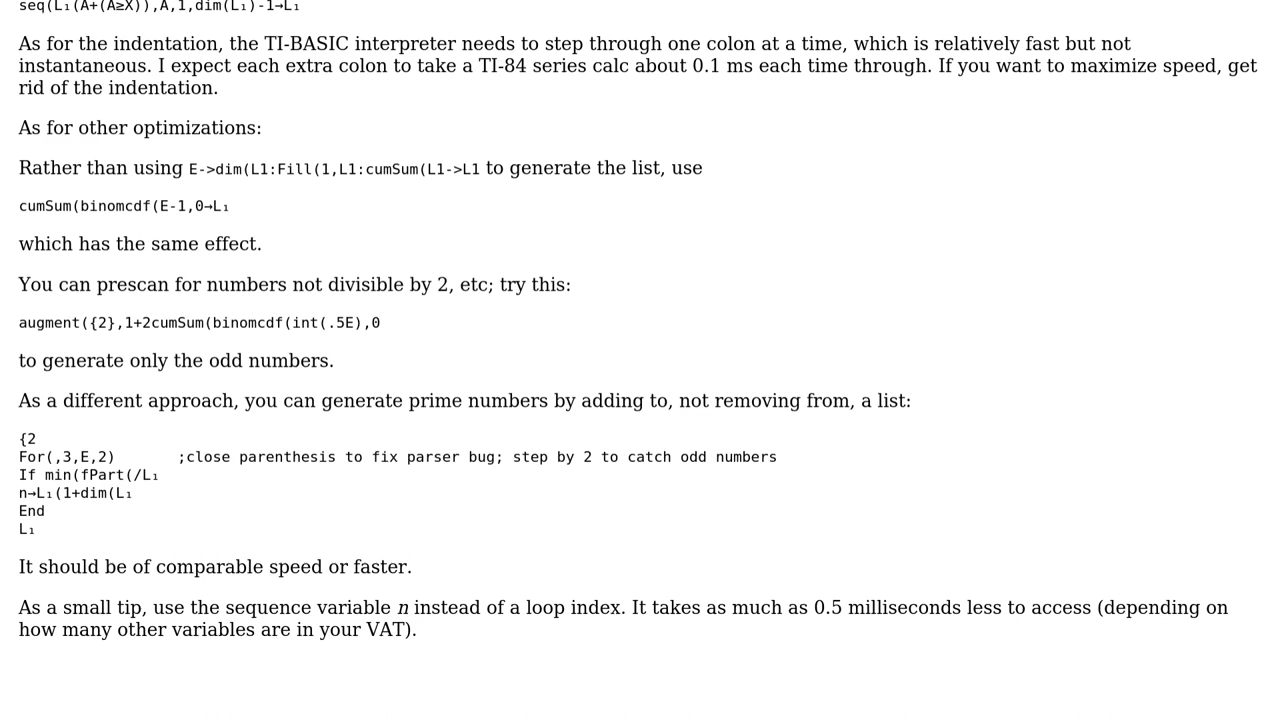 seq(L₁(A+(A≥X)),A,1,dim(L₁)-1→L₁
As for the indentation, the TI-BASIC interpreter needs to step through one colon at a time, which is relatively fast but not
instantaneous. I expect each extra colon to take a TI-84 series calc about 0.1 ms each time through. If you want to maximize speed, get
rid of the indentation.
As for other optimizations:
Rather than using E->dim(L1:Fill(1,L1:cumSum(L1->L1 to generate the list, use
cumSum(binomcdf(E-1,0→L₁
which has the same effect.
You can prescan for numbers not divisible by 2, etc; try this:
augment({2},1+2cumSum(binomcdf(int(.5E),0
to generate only the odd numbers.
As a different approach, you can generate prime numbers by adding to, not removing from, a list:
{2
For(,3,E,2)       ;close parenthesis to fix parser bug; step by 2 to catch odd numbers
If min(fPart(/L₁
n→L₁(1+dim(L₁
End
L₁
It should be of comparable speed or faster.
As a small tip, use the sequence variable n instead of a loop index. It takes as much as 0.5 milliseconds less to access (depending on
how many other variables are in your VAT).